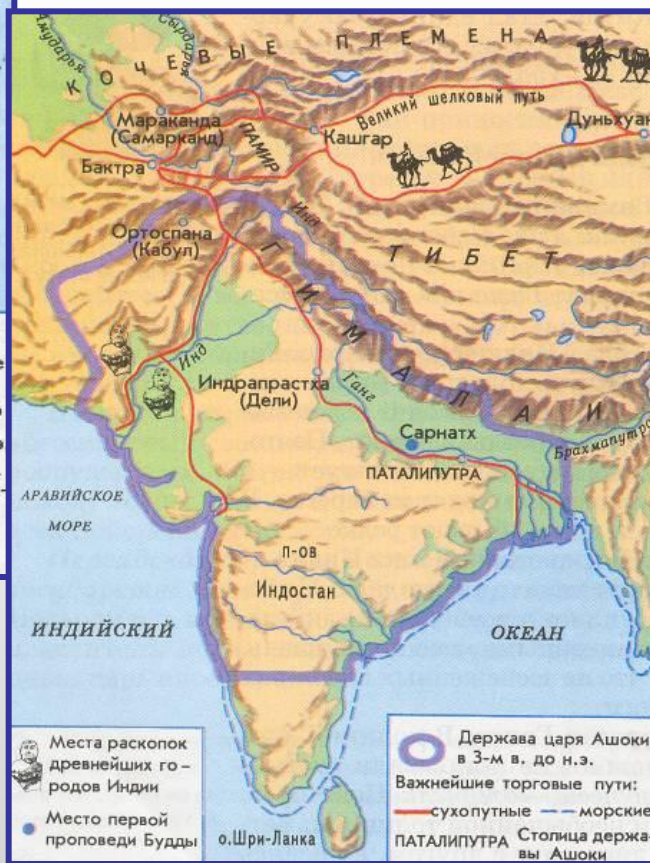 Амударья
Сырдарья
КОЧЕВЫЕ ПЛЕМЕНА
Мараканда
(Самарканд)
ПАМИР
Кашгар
Великий шелковый путь
Дуньхуан
Бактра
Ортоспана
(Кабул)
Инд
ТИБЕТ
ГИМАЛАИ
Инд
Индрапрастха
(Дели)
Ганг
Сарнатх
Брахмапутра
ПАТАЛИПУТРА
АРАВИЙСКОЕ
МОРЕ
п-ов
Индостан
ИНДИЙСКИЙ
ОКЕАН
Места раскопок
древнейших го-
родов Индии
Место первой
проповеди Будды
о.Шри-Ланка
Держава царя Ашоки
в 3-м в. до н.э.
Важнейшие торговые пути:
сухопутные морские
ПАТАЛИПУТРА Столица держа-
вы Ашоки